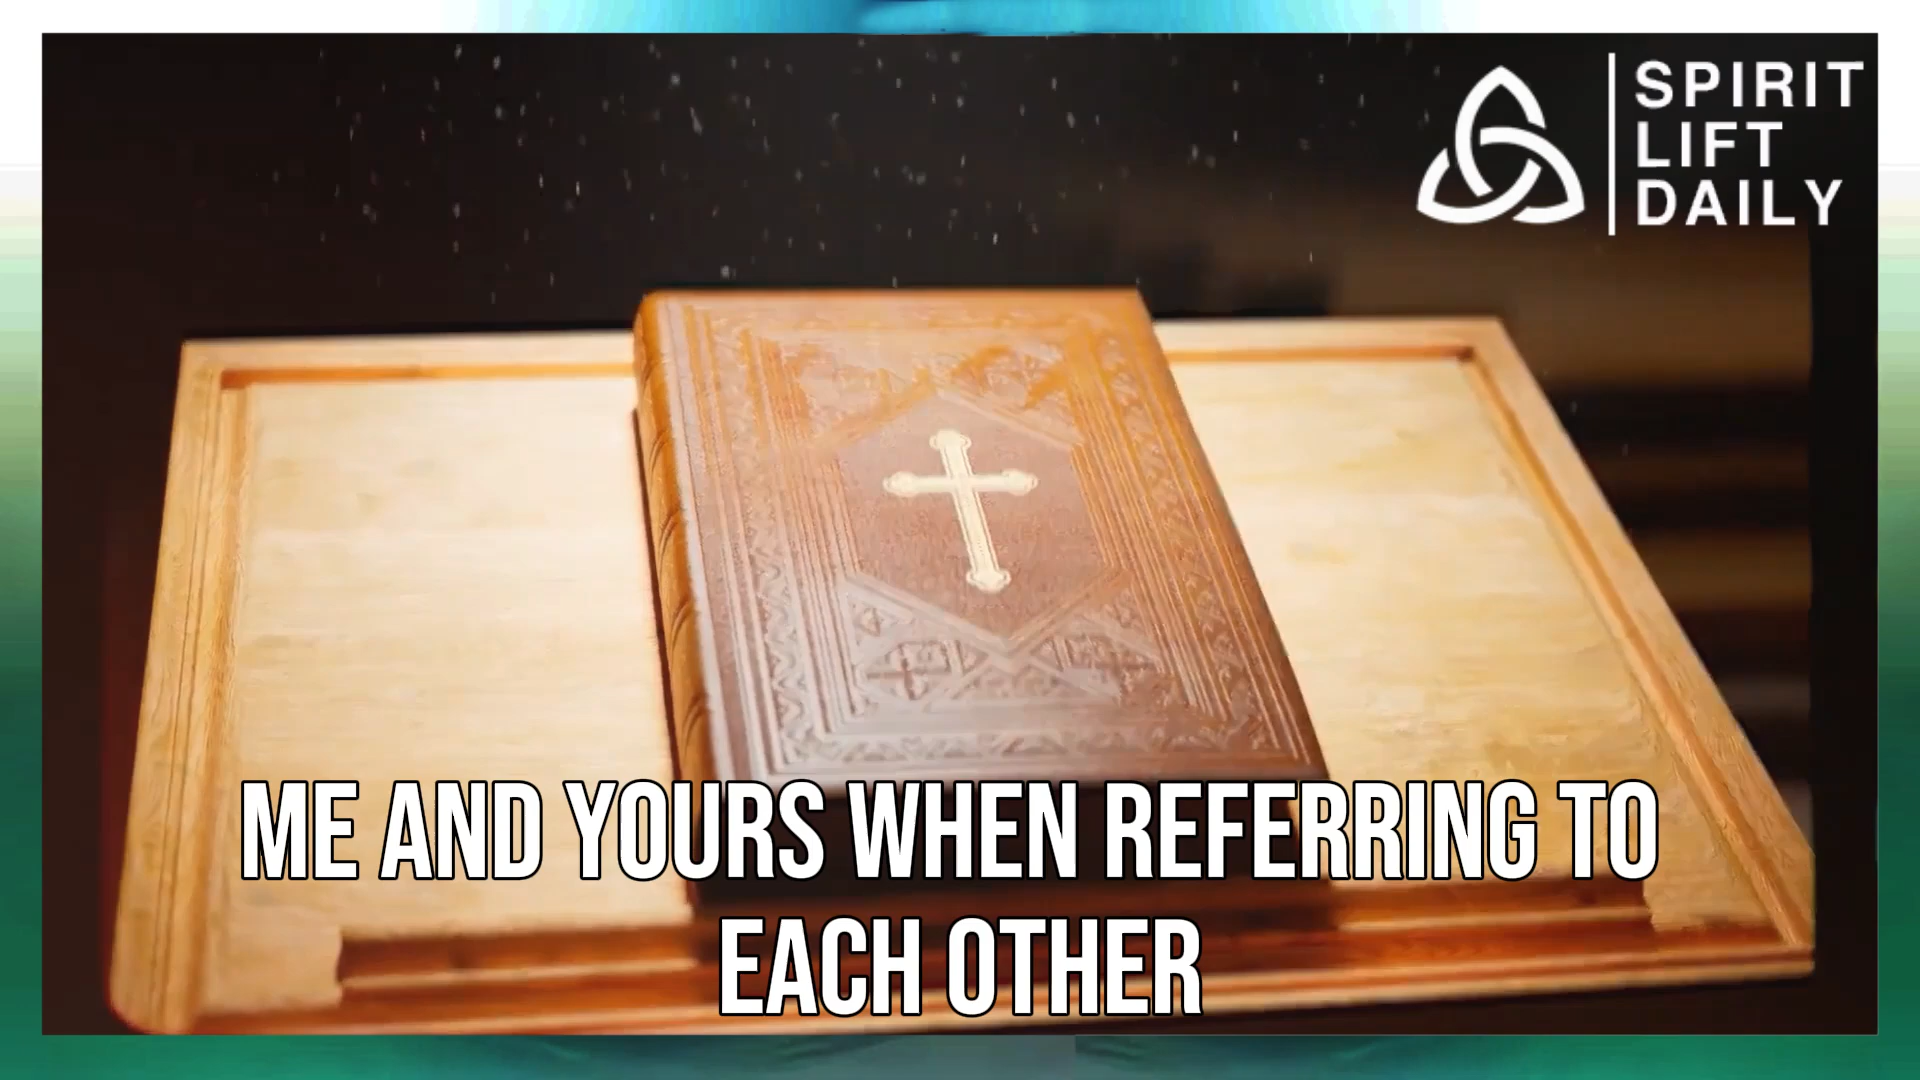 SPIRIT
LIFT
DAILY
ME AND YOURS WHEN REFERRING TO
EACH OTHER